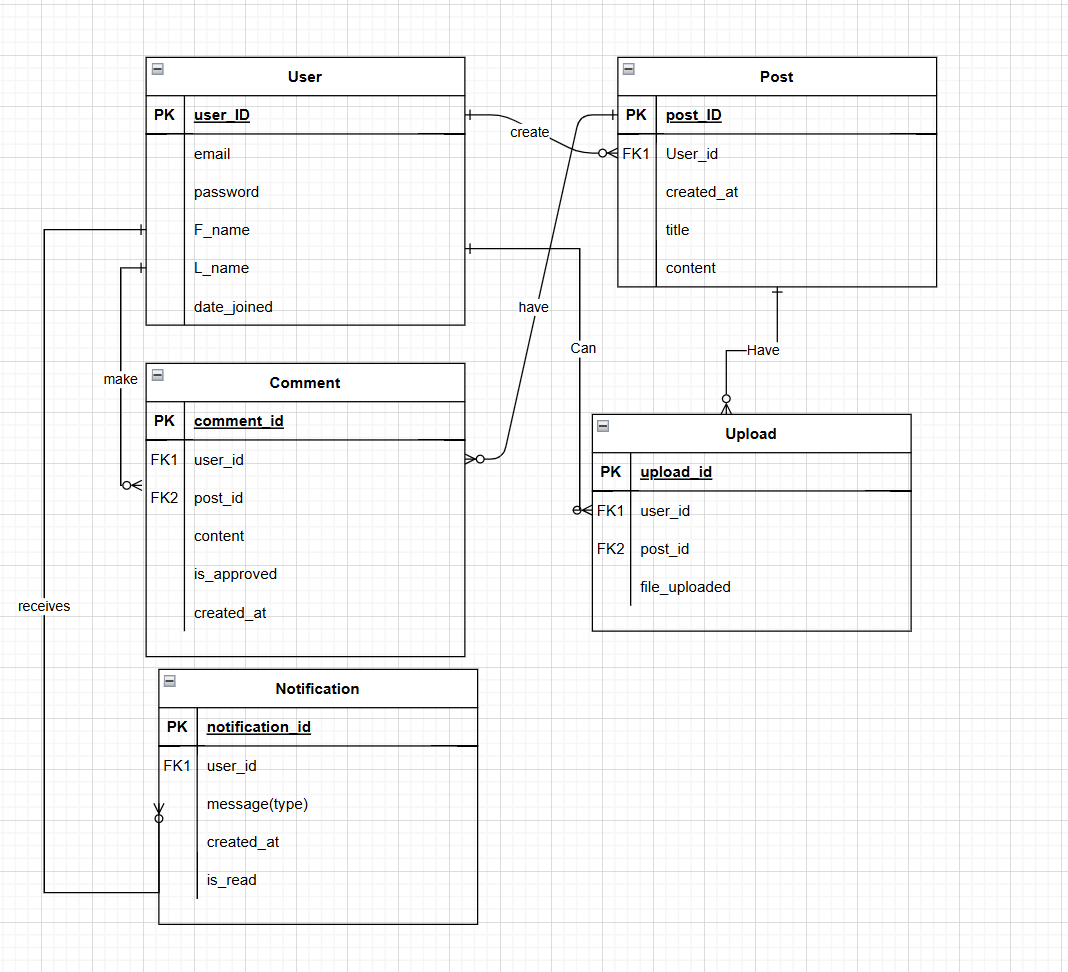 User
PK user_ID
email
password
F_name
L_name
date_joined
Post
PK post_ID
FK1 User_id
created_at
title
content
create
have
Can
Have
make
receives
Comment
PK comment_id
FK1 user_id
FK2 post_id
content
is_approved
created_at
Upload
PK upload_id
FK1 user_id
FK2 post_id
file_uploaded
Notification
PK notification_id
FK1 user_id
message(type)
created_at
is_read